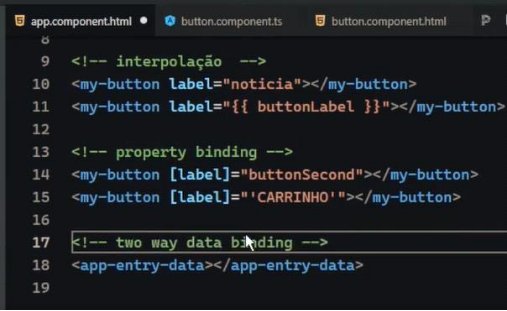 app.component.html
button.component.ts
button.component.html
8
9 <!-- interpolação  -->
10 <my-button label="noticia"></my-button>
11 <my-button label="{{ buttonLabel }}"></my-button>
12
13 <!-- property binding -->
14 <my-button [label]="buttonSecond"></my-button>
15 <my-button [label]="'CARRINHO'"></my-button>
16
17 <!-- two way data binding -->
18 <app-entry-data></app-entry-data>
19